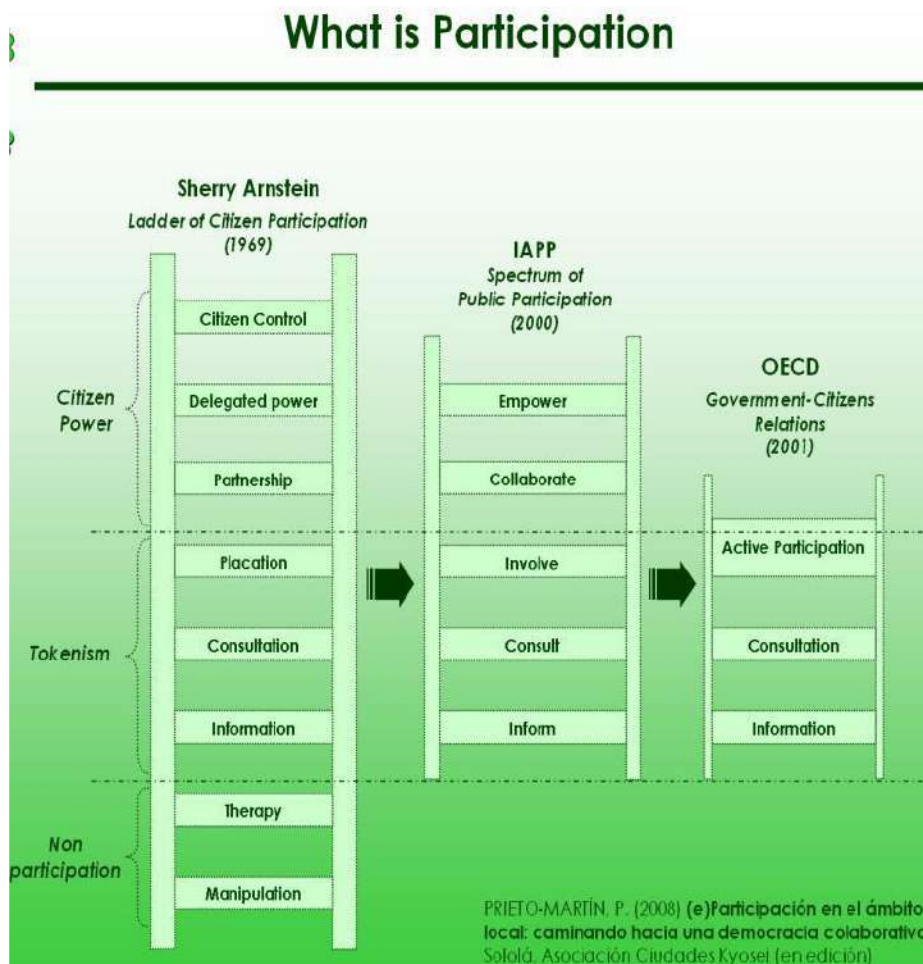 What is Participation
Sherry Arnstein
Ladder of Citizen Participation
(1969)
Citizen Control
Delegated power
Partnership
Placation
Consultation
Information
Therapy
Manipulation
Citizen
Power
Tokenism
Non
participation
IAPP
Spectrum of
Public Participation
(2000)
Empower
Collaborate
Involve
Consult
Inform
OECD
Government-Citizens
Relations
(2001)
Active Participation
Consultation
Information
PRIETO-MARTÍN, P. (2008) (e)Participación en el ámbito
local: caminando hacia una democracia colaborativa
Sololá. Asociación Ciudades Kyosei (en edición)